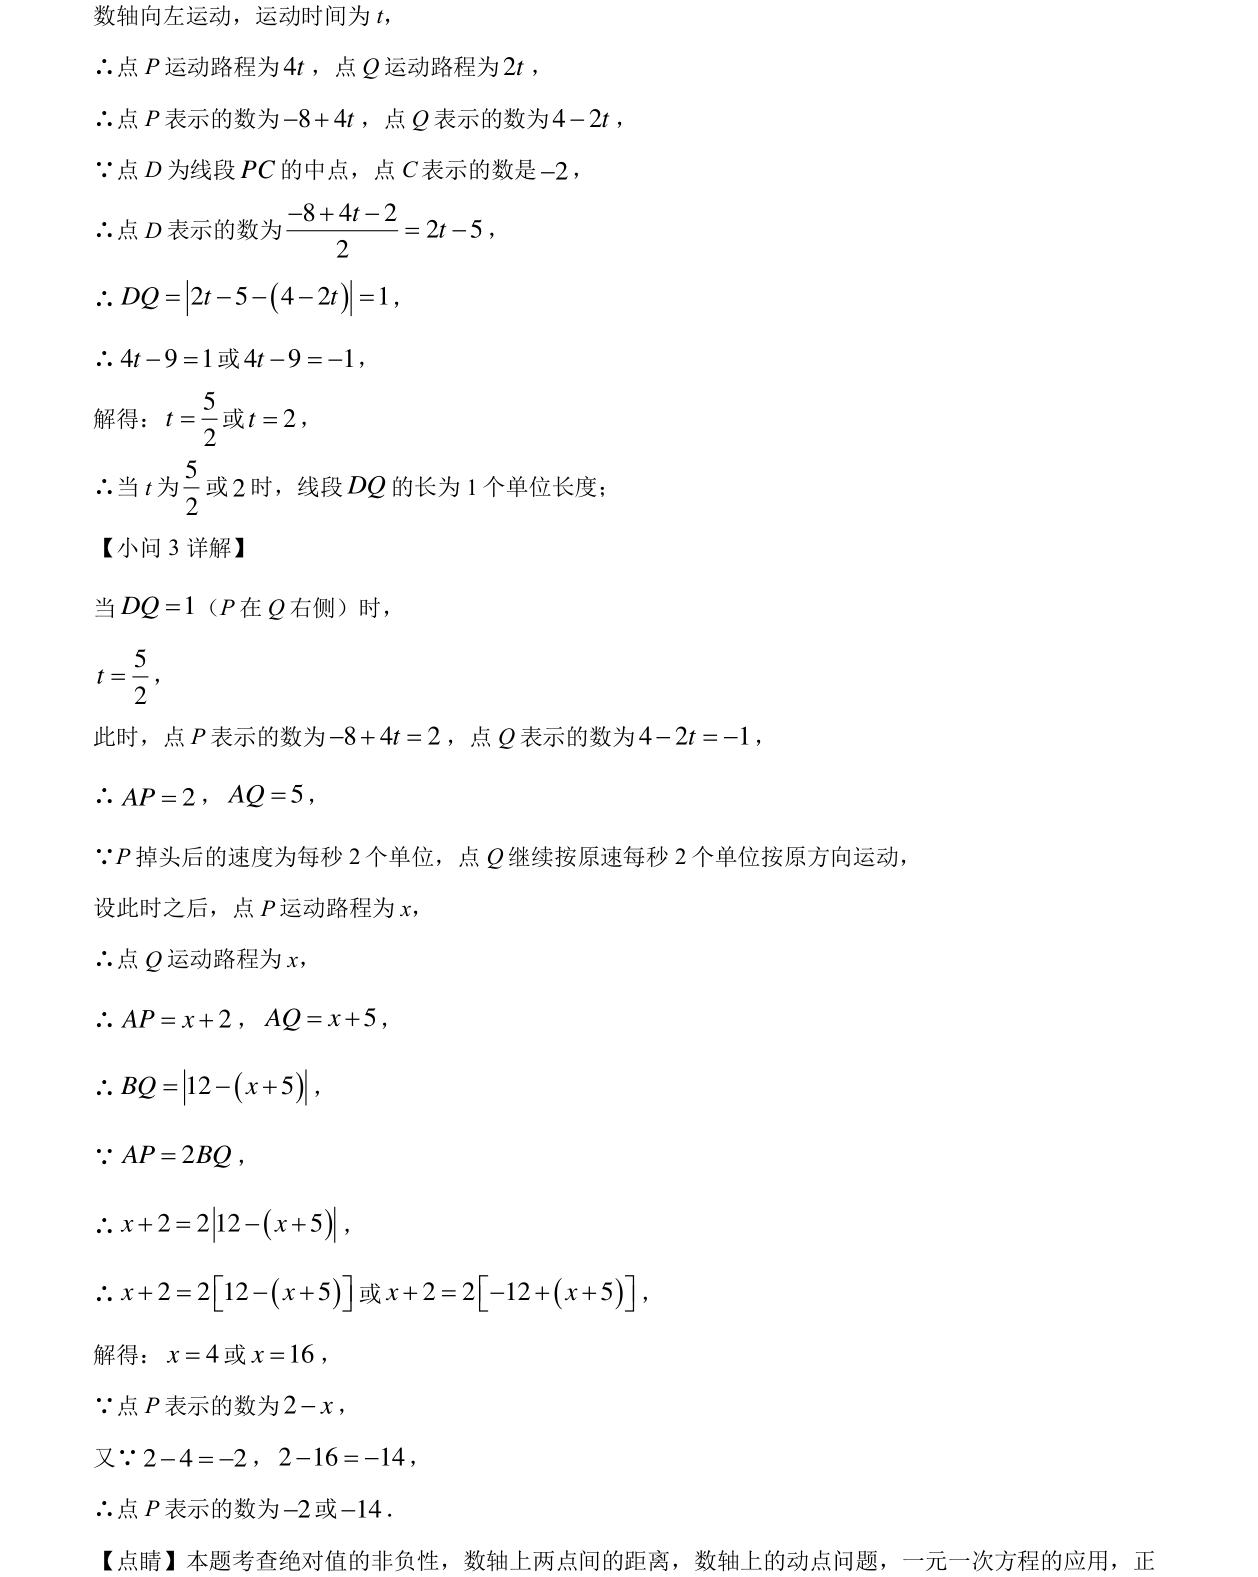 数轴向左运动，运动时间为 t，
∴点 P 运动路程为 4t ，点 Q 运动路程为 2t ，
∴点 P 表示的数为 −8+4t ，点 Q 表示的数为 4−2t ，
∵点 D 为线段 PC 的中点，点 C 表示的数是 −2，
∴点 D 表示的数为 \frac{−8+4t−2}{2} = 2t−5 ，
∴ DQ = |2t−5−(4−2t)| = 1，
∴ 4t−9=1 或 4t−9=−1，
解得：t = \frac{5}{2} 或 t = 2 ，
∴当 t 为 \frac{5}{2} 或 2 时，线段 DQ 的长为 1 个单位长度；
【小问 3 详解】
当 DQ = 1（P 在 Q 右侧）时，
t = \frac{5}{2}，
此时，点 P 表示的数为 −8+4t = 2 ，点 Q 表示的数为 4−2t = −1，
∴ AP = 2 ， AQ = 5 ，
∵P 掉头后的速度为每秒 2 个单位，点 Q 继续按原速每秒 2 个单位按原方向运动，
设此时之后，点 P 运动路程为 x，
∴点 Q 运动路程为 x，
∴ AP = x+2 ， AQ = x+5 ，
∴ BQ = |12−(x+5)| ，
∵ AP = 2BQ ，
∴ x+2 = 2|12−(x+5)| ，
∴ x+2 = 2[12−(x+5)] 或 x+2 = 2[−12+(x+5)]，
解得： x = 4 或 x = 16 ，
∵点 P 表示的数为 2−x ，
又∵ 2−4 = −2 ， 2−16 = −14 ，
∴点 P 表示的数为 −2 或 −14 ．
【点睛】本题考查绝对值的非负性，数轴上两点间的距离，数轴上的动点问题，一元一次方程的应用，正